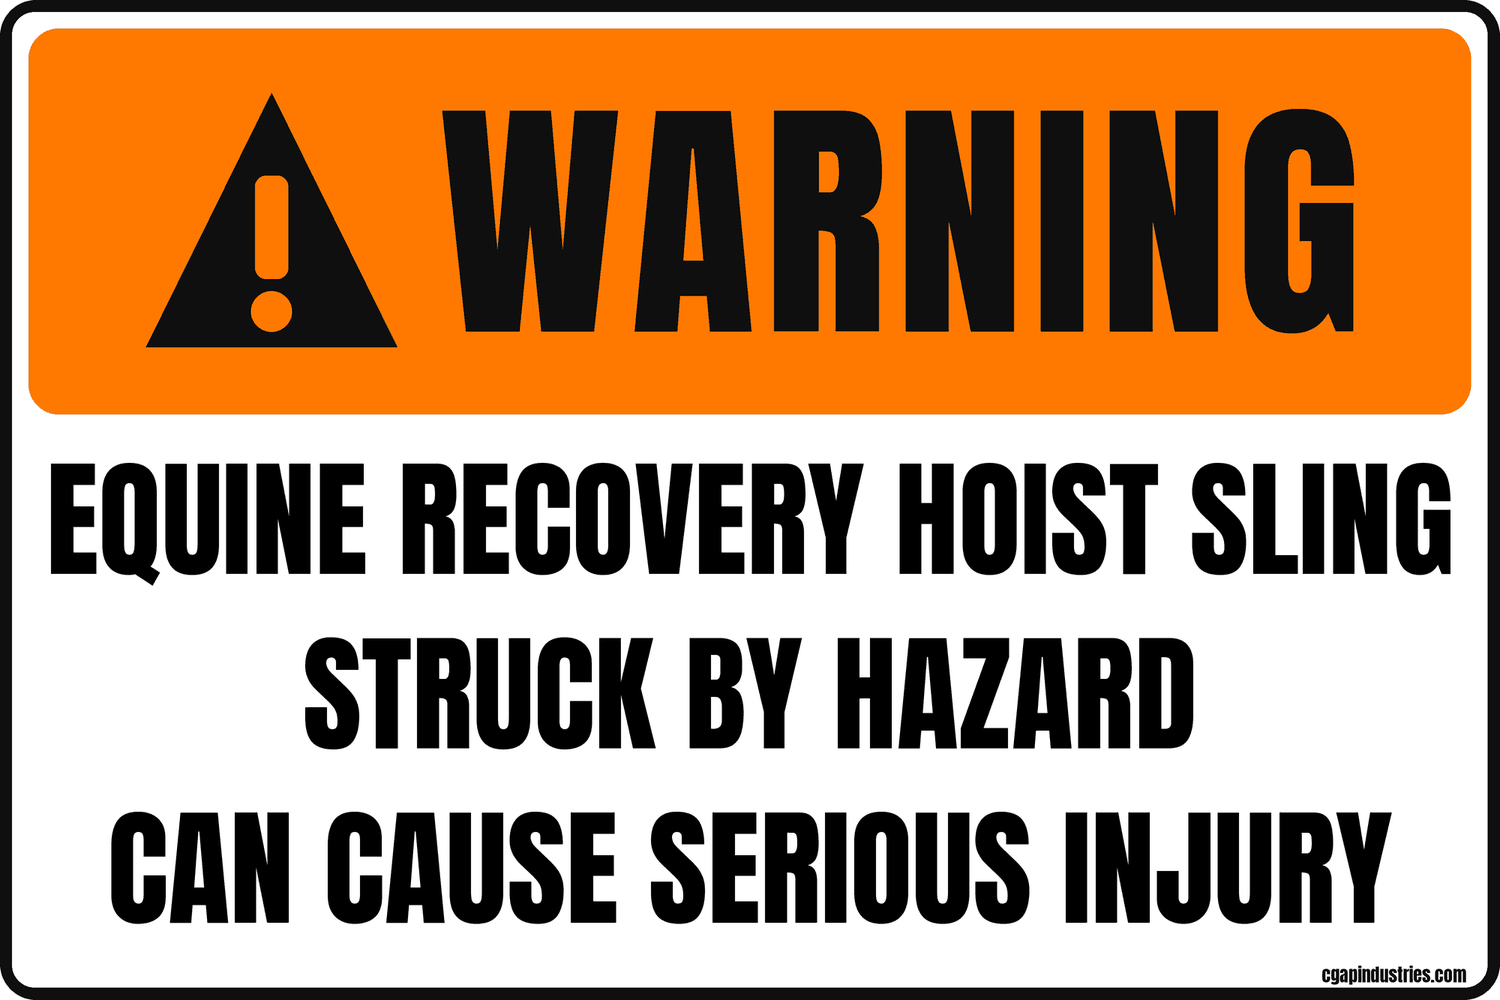 WARNING
EQUINE RECOVERY HOIST SLING
STRUCK BY HAZARD
CAN CAUSE SERIOUS INJURY
cgapindustries.com